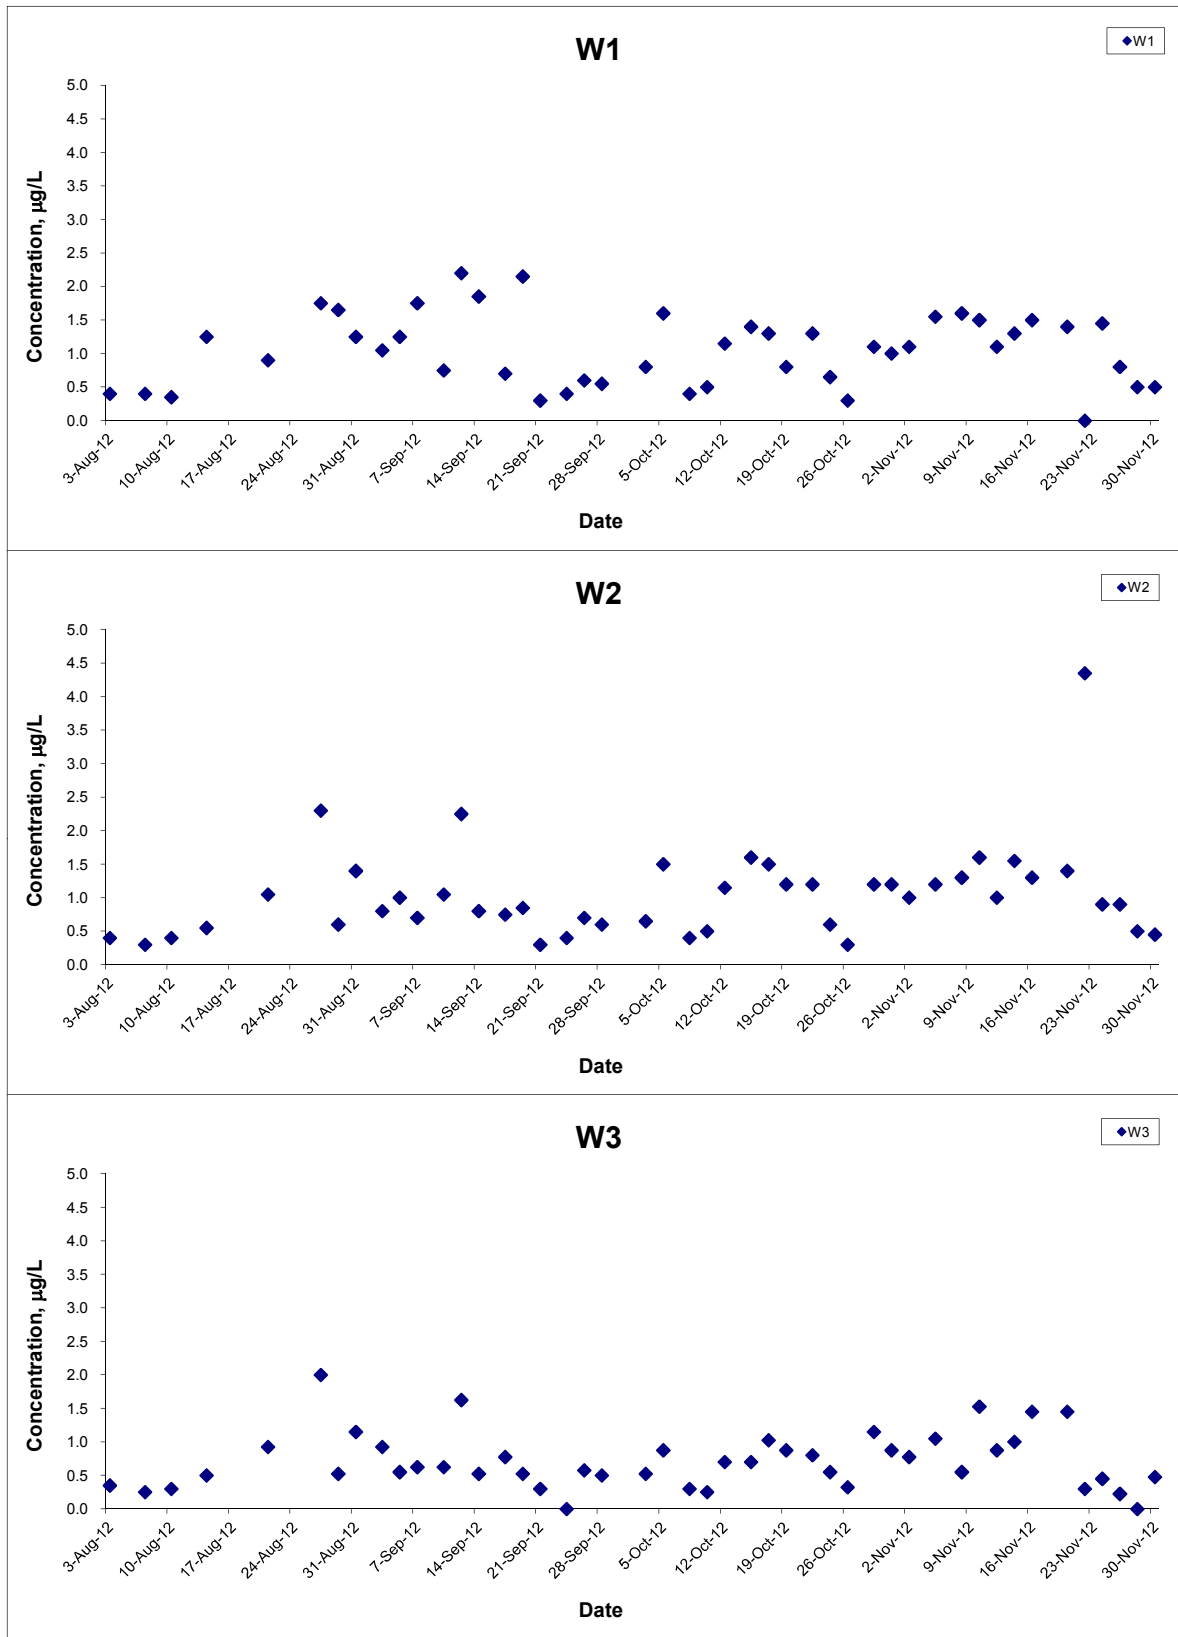 W1
W1
5.0
4.5
4.0
3.5
3.0
2.5
2.0
1.5
1.0
0.5
0.0
Concentration, µg/L
3-Aug-12
10-Aug-12
17-Aug-12
24-Aug-12
31-Aug-12
7-Sep-12
14-Sep-12
21-Sep-12
28-Sep-12
5-Oct-12
12-Oct-12
19-Oct-12
26-Oct-12
2-Nov-12
9-Nov-12
16-Nov-12
23-Nov-12
30-Nov-12
Date
W2
W2
5.0
4.5
4.0
3.5
3.0
2.5
2.0
1.5
1.0
0.5
0.0
Concentration, µg/L
3-Aug-12
10-Aug-12
17-Aug-12
24-Aug-12
31-Aug-12
7-Sep-12
14-Sep-12
21-Sep-12
28-Sep-12
5-Oct-12
12-Oct-12
19-Oct-12
26-Oct-12
2-Nov-12
9-Nov-12
16-Nov-12
23-Nov-12
30-Nov-12
Date
W3
W3
5.0
4.5
4.0
3.5
3.0
2.5
2.0
1.5
1.0
0.5
0.0
Concentration, µg/L
3-Aug-12
10-Aug-12
17-Aug-12
24-Aug-12
31-Aug-12
7-Sep-12
14-Sep-12
21-Sep-12
28-Sep-12
5-Oct-12
12-Oct-12
19-Oct-12
26-Oct-12
2-Nov-12
9-Nov-12
16-Nov-12
23-Nov-12
30-Nov-12
Date